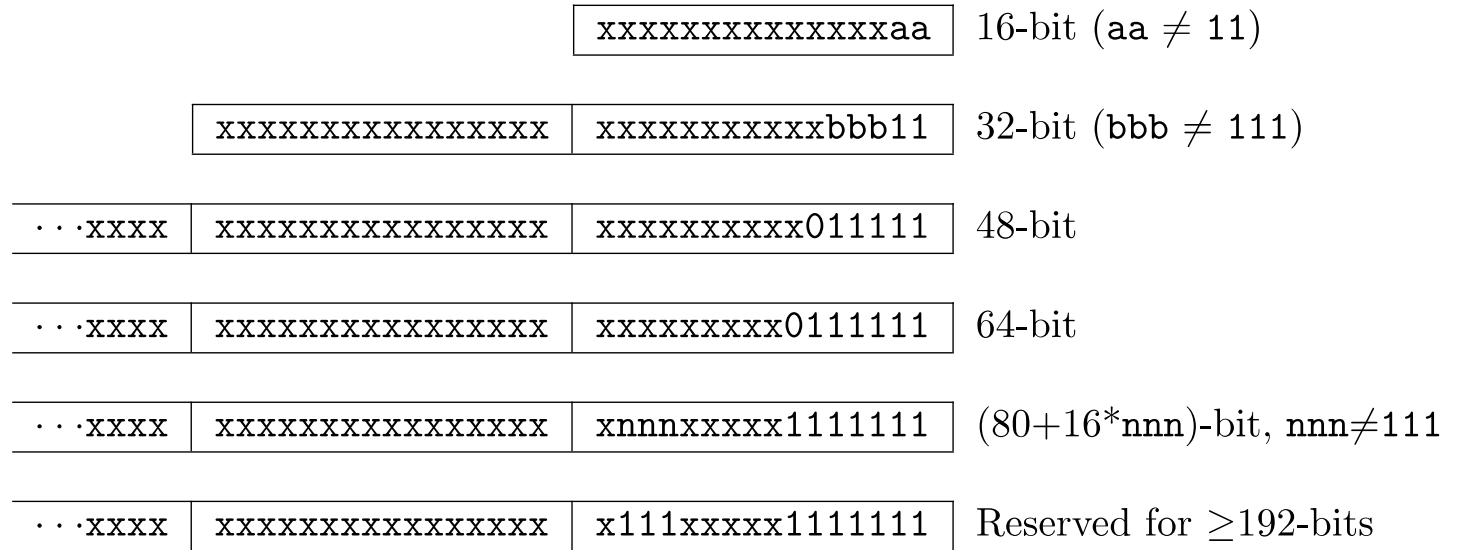 xxxxxxxxxxxxxxaa 16-bit (aa ≠ 11)
xxxxxxxxxxxxxxxx xxxxxxxxxxxbbb11 32-bit (bbb ≠ 111)
···xxxx xxxxxxxxxxxxxxxx xxxxxxxxxx011111 48-bit
···xxxx xxxxxxxxxxxxxxxx xxxxxxxxx0111111 64-bit
···xxxx xxxxxxxxxxxxxxxx xnnnxxxxx1111111 (80+16*nnn)-bit, nnn≠111
···xxxx xxxxxxxxxxxxxxxx x111xxxxx1111111 Reserved for ≥192-bits